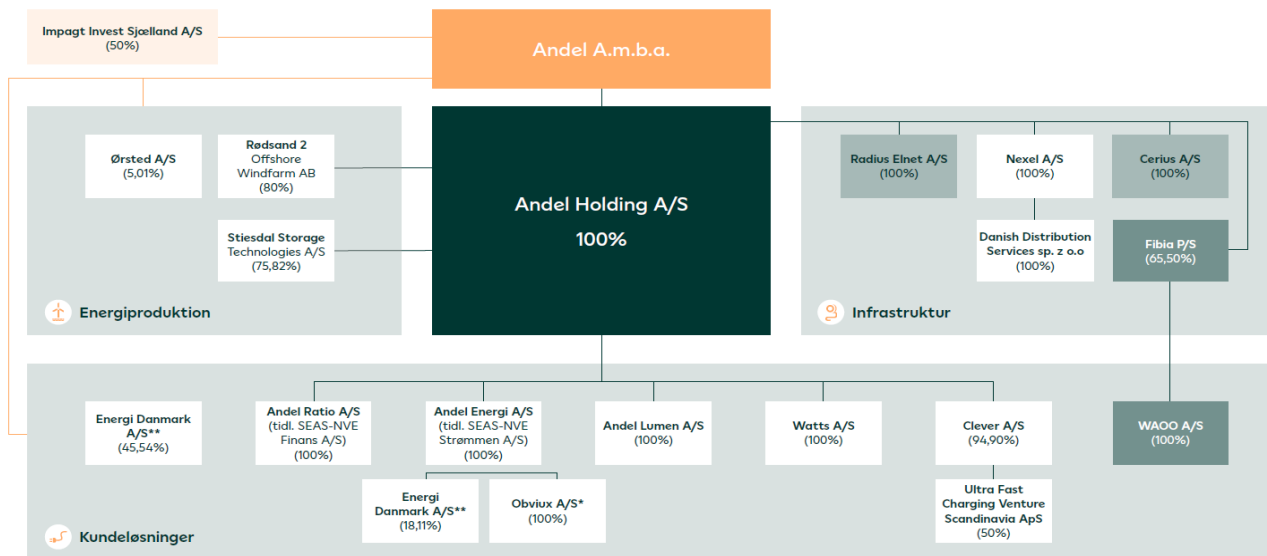 Impagt Invest Sjælland A/S
(50%)
Andel A.m.b.a.
Ørsted A/S
(5,01%)
Rødsand 2
Offshore
Windfarm AB
(80%)
Stiesdal Storage
Technologies A/S
(75,82%)
Energiproduktion
Andel Holding A/S
100%
Radius Elnet A/S
(100%)
Nexel A/S
(100%)
Cerius A/S
(100%)
Danish Distribution
Services sp. z o.o
(100%)
Fibia P/S
(65,50%)
Infrastruktur
Energi Danmark
A/S**
(45,54%)
Andel Ratio A/S
(tidl. SEAS-NVE
Finans A/S)
(100%)
Andel Energi A/S
(tidl. SEAS-NVE
Strømmen A/S)
(100%)
Andel Lumen A/S
(100%)
Watts A/S
(100%)
Clever A/S
(94,90%)
WAOO A/S
(100%)
Energi
Danmark A/S**
(18,11%)
Obviux A/S*
(100%)
Ultra Fast
Charging Venture
Scandinavia ApS
(50%)
Kundeløsninger